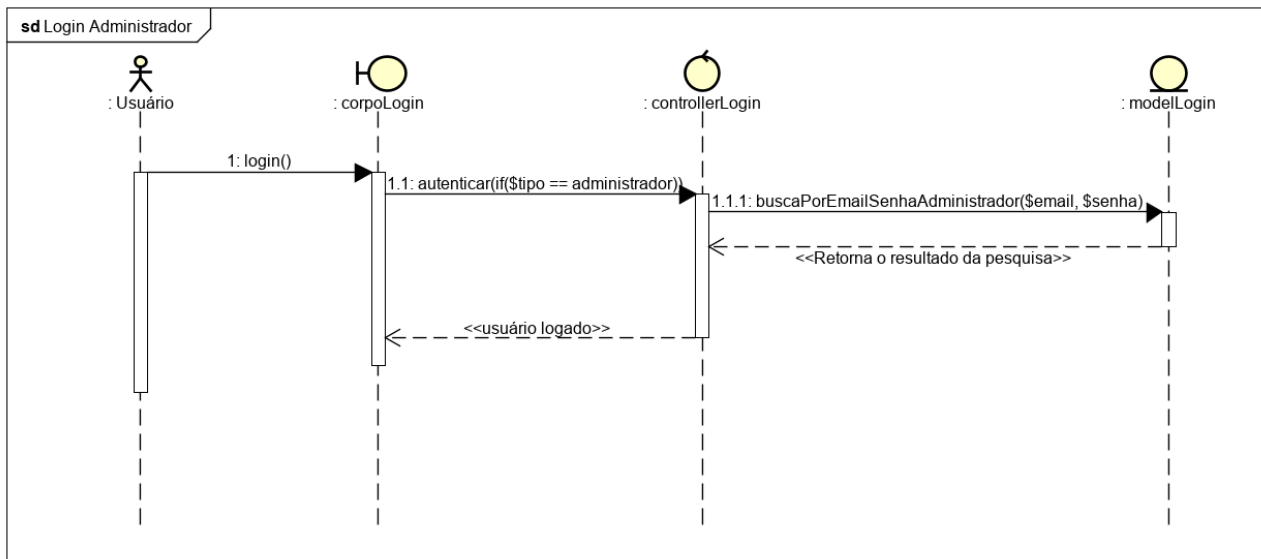 sd Login Administrador
: Usuário
: corpoLogin
: controllerLogin
: modelLogin
1: login()
1.1: autenticar(if($tipo == administrador))
1.1.1: buscaPorEmailSenhaAdministrador($email, $senha)
<<Retorna o resultado da pesquisa>>
<<usuário logado>>